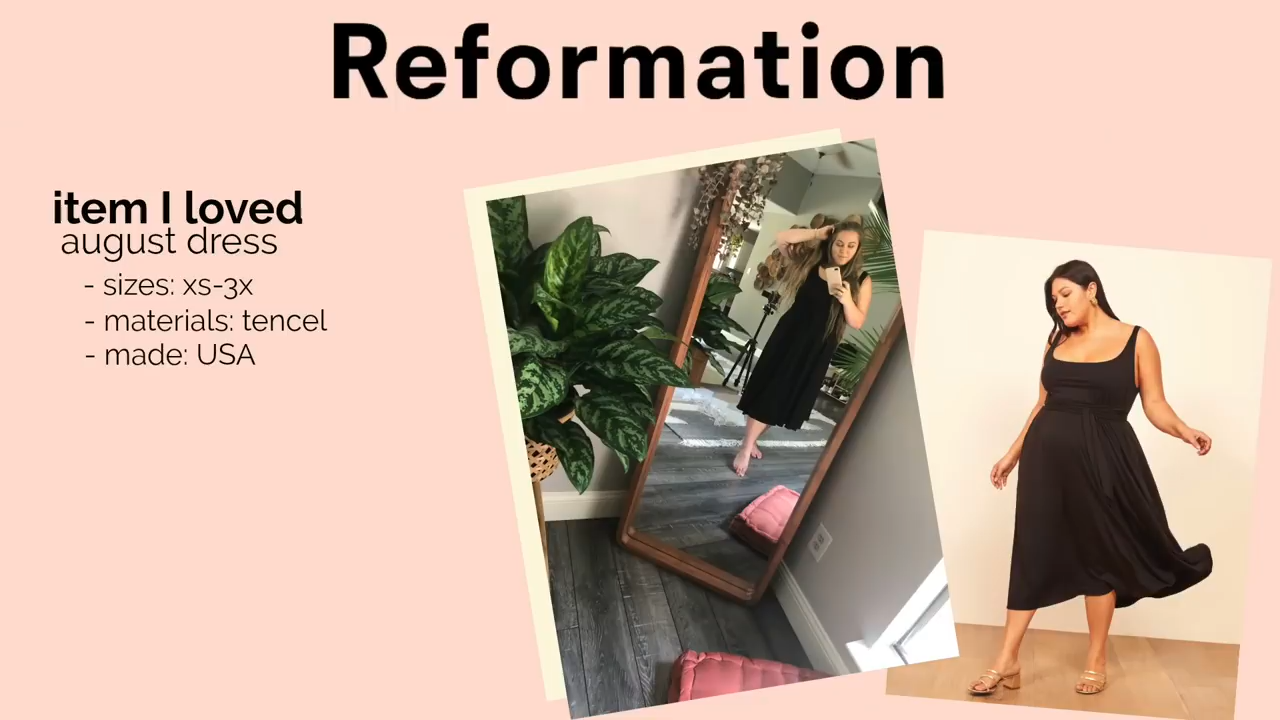 Reformation
item I loved
august dress
- sizes: xs-3x
- materials: tencel
- made: USA